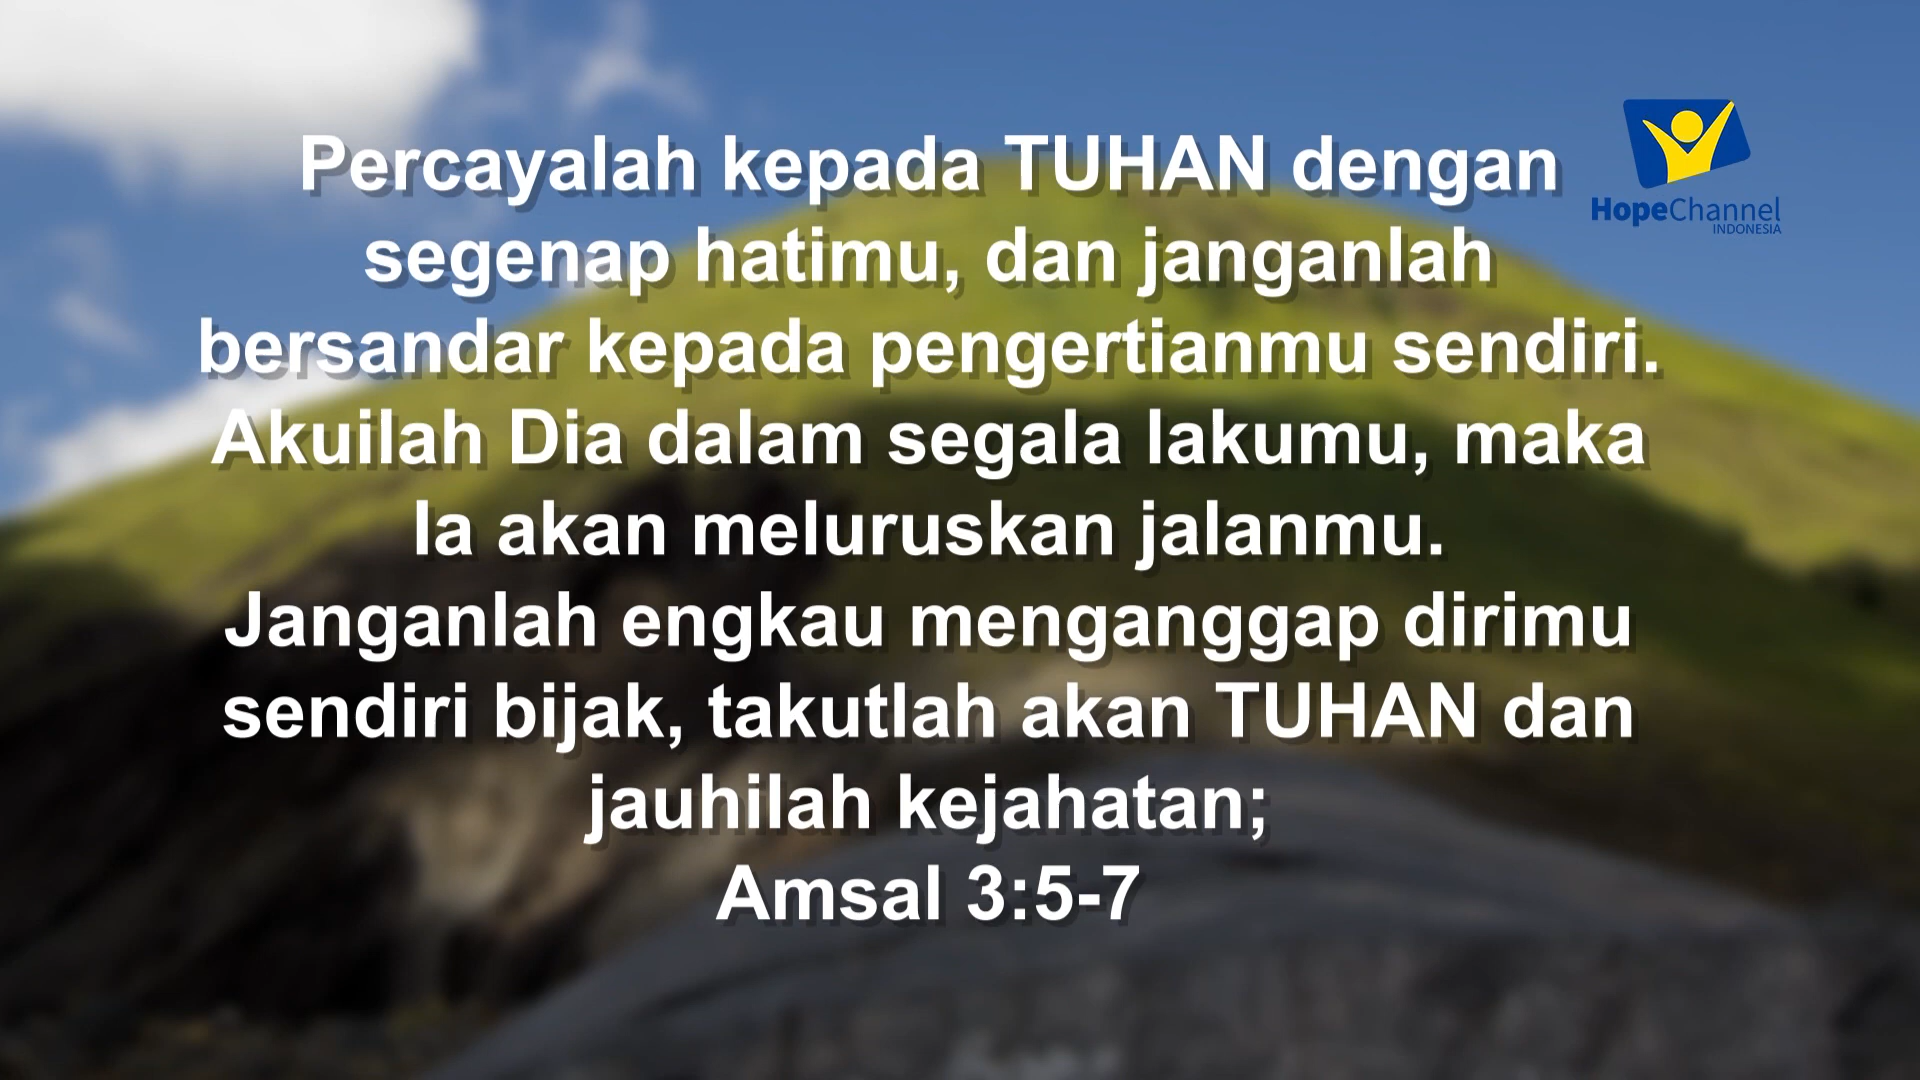 Percayalah kepada TUHAN dengan
segenap hatimu, dan janganlah
bersandar kepada pengertianmu sendiri.
Akuilah Dia dalam segala lakumu, maka
Ia akan meluruskan jalanmu.
Janganlah engkau menganggap dirimu
sendiri bijak, takutlah akan TUHAN dan
jauhilah kejahatan;
Amsal 3:5-7
HopeChannel
INDONESIA